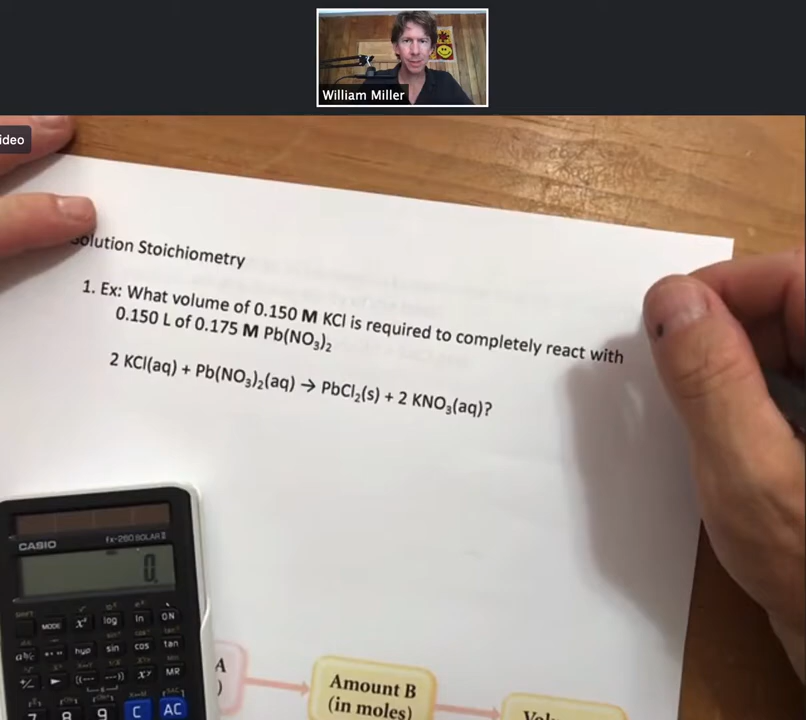 William Miller
ideo
Solution Stoichiometry
1. Ex: What volume of 0.150 M KCl is required to completely react with
0.150 L of 0.175 M Pb(NO₃)₂
2 KCl(aq) + Pb(NO₃)₂(aq) → PbCl₂(s) + 2 KNO₃(aq)?
CASIO
fx-260 SOLAR II
0.
MODE
x²
log
ln
ON
a b/c
hyp
sin
cos
tan
+/-
[(---
---)]
MR
7
8
9
C
AC
A
)
Amount B
(in moles)
Vol